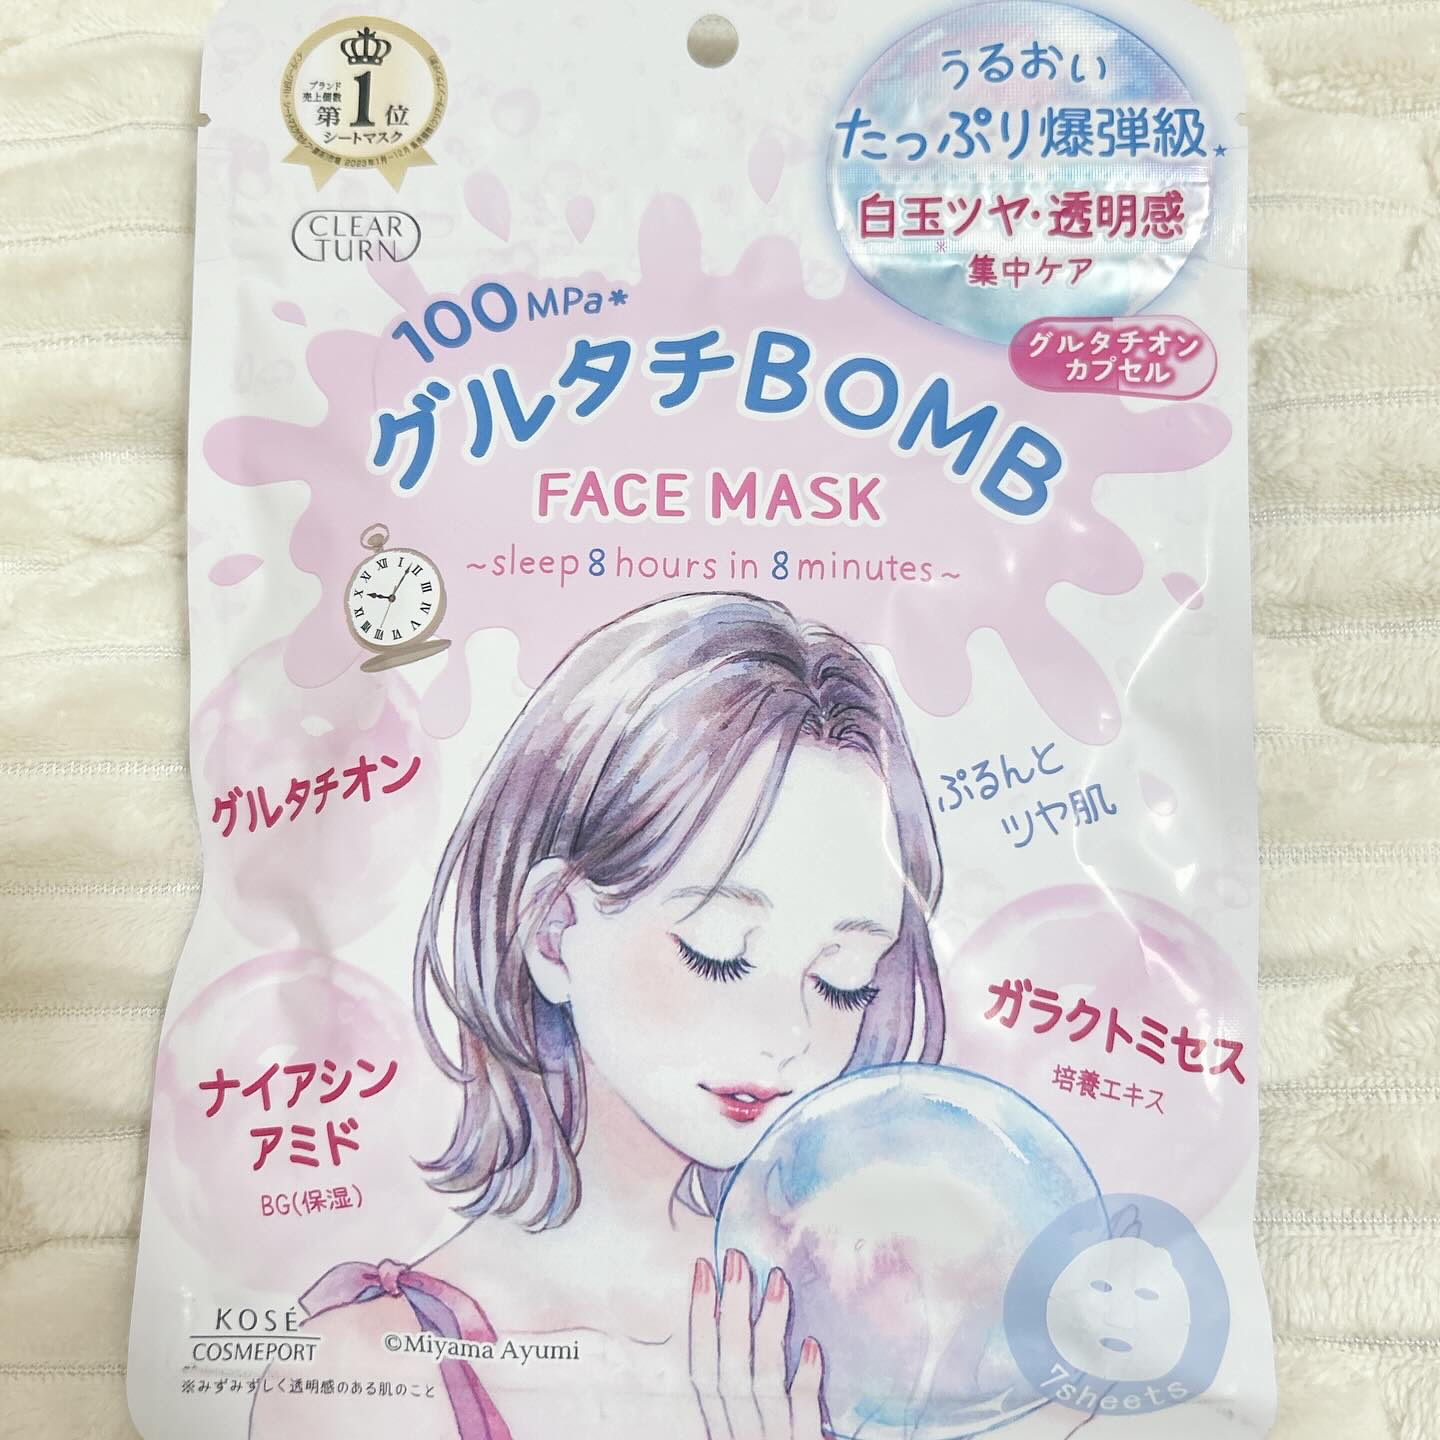 ブランド
売上個数
第1位
シートマスク
CLEAR
TURN
うるおい
たっぷり爆弾級★
白玉ツヤ・透明感
※
集中ケア
グルタチオン
カプセル
100MPa*
グルタチBOMB
FACE MASK
~sleep 8 hours in 8 minutes~
グルタチオン
ぷるんと
ツヤ肌
ガラクトミセス
培養エキス
ナイアシン
アミド
BG(保湿)
KOSÉ
COSMEPORT
©Miyama Ayumi
※みずみずしく透明感のある肌のこと
7sheets